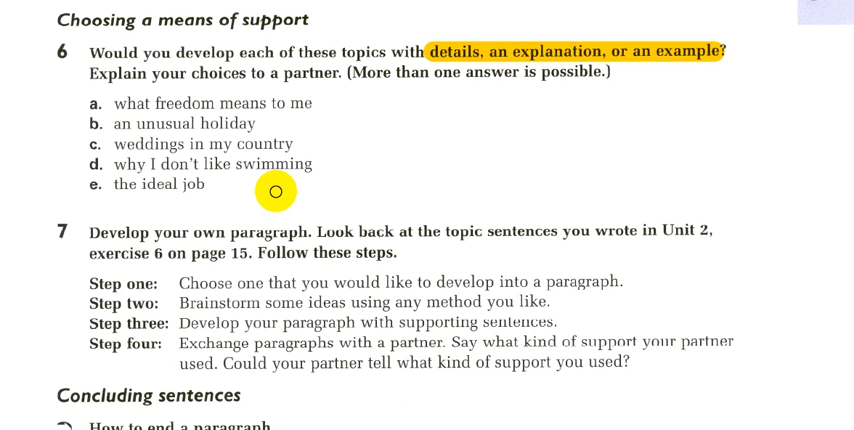 Choosing a means of support
6 Would you develop each of these topics with details, an explanation, or an example?
Explain your choices to a partner. (More than one answer is possible.)
a. what freedom means to me
b. an unusual holiday
c. weddings in my country
d. why I don't like swimming
e. the ideal job
7 Develop your own paragraph. Look back at the topic sentences you wrote in Unit 2,
exercise 6 on page 15. Follow these steps.
Step one: Choose one that you would like to develop into a paragraph.
Step two: Brainstorm some ideas using any method you like.
Step three: Develop your paragraph with supporting sentences.
Step four: Exchange paragraphs with a partner. Say what kind of support your partner
used. Could your partner tell what kind of support you used?
Concluding sentences
How to end a paragraph